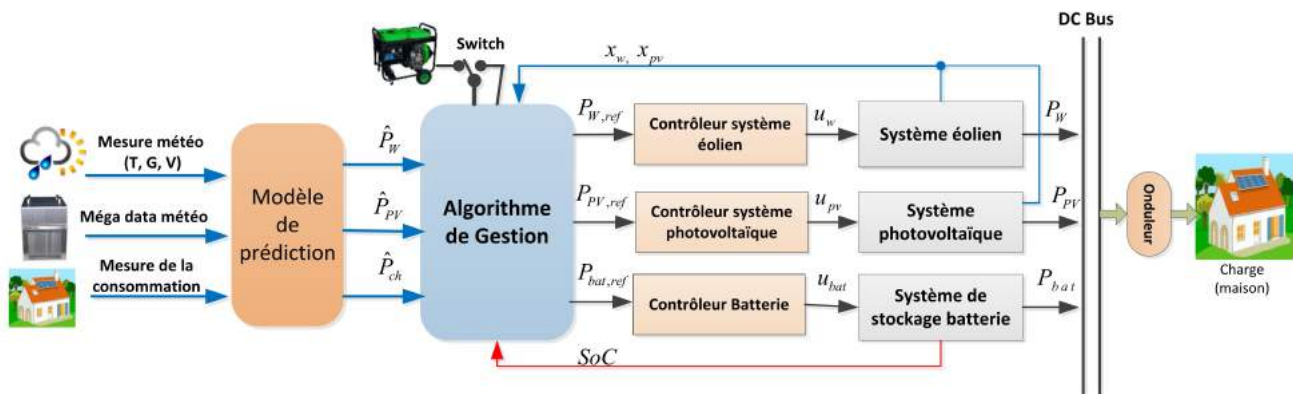 DC Bus
Switch
x_w, x_pv
Mesure météo
(T, G, V)
Méga data météo
Mesure de la
consommation
Modèle
de
prédiction
P̂_W
P̂_PV
P̂_ch
Algorithme
de Gestion
P_W,ref
P_PV,ref
P_bat,ref
Contrôleur système
éolien
Contrôleur système
photovoltaïque
Contrôleur Batterie
u_w
u_pv
u_bat
Système éolien
Système
photovoltaïque
Système de
stockage batterie
P_W
P_PV
P_bat
SoC
Onduleur
Charge
(maison)